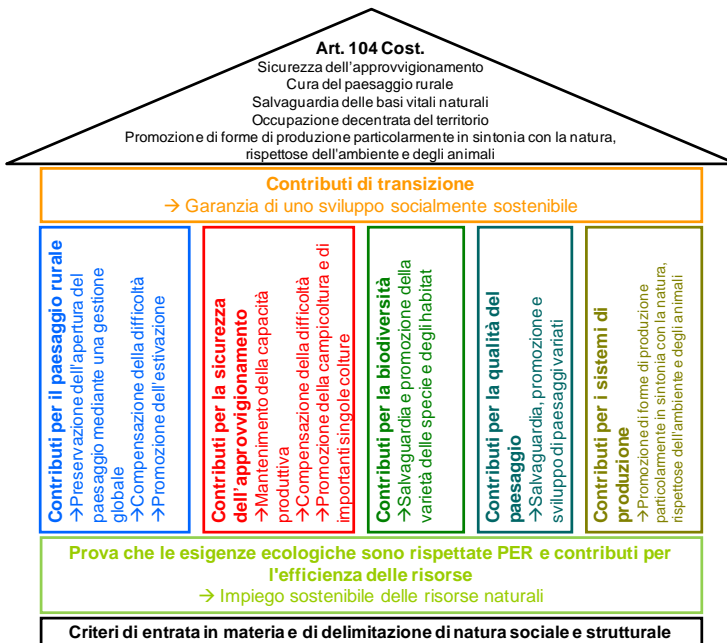 Art. 104 Cost.
Sicurezza dell'approvvigionamento
Cura del paesaggio rurale
Salvaguardia delle basi vitali naturali
Occupazione decentrata del territorio
Promozione di forme di produzione particolarmente in sintonia con la natura,
rispettose dell'ambiente e degli animali
Contributi di transizione
→ Garanzia di uno sviluppo socialmente sostenibile
Contributi per il paesaggio rurale
→Preservazione dell'apertura del
paesaggio mediante una gestione
globale
→Compensazione della difficoltà
→Promozione dell'estivazione
Contributi per la sicurezza
dell'approvvigionamento
→Mantenimento della capacità
produttiva
→Compensazione della difficoltà
→Promozione della campicoltura e di
importanti singole colture
Contributi per la biodiversità
→Salvaguardia e promozione della
varietà delle specie e degli habitat
Contributi per la qualità del
paesaggio
→Salvaguardia, promozione e
sviluppo di paesaggi variati
Contributi per i sistemi di
produzione
→Promozione di forme di produzione
particolarmente in sintonia con la natura,
rispettose dell'ambiente e degli animali
Prova che le esigenze ecologiche sono rispettate PER e contributi per
l'efficienza delle risorse
→ Impiego sostenibile delle risorse naturali
Criteri di entrata in materia e di delimitazione di natura sociale e strutturale